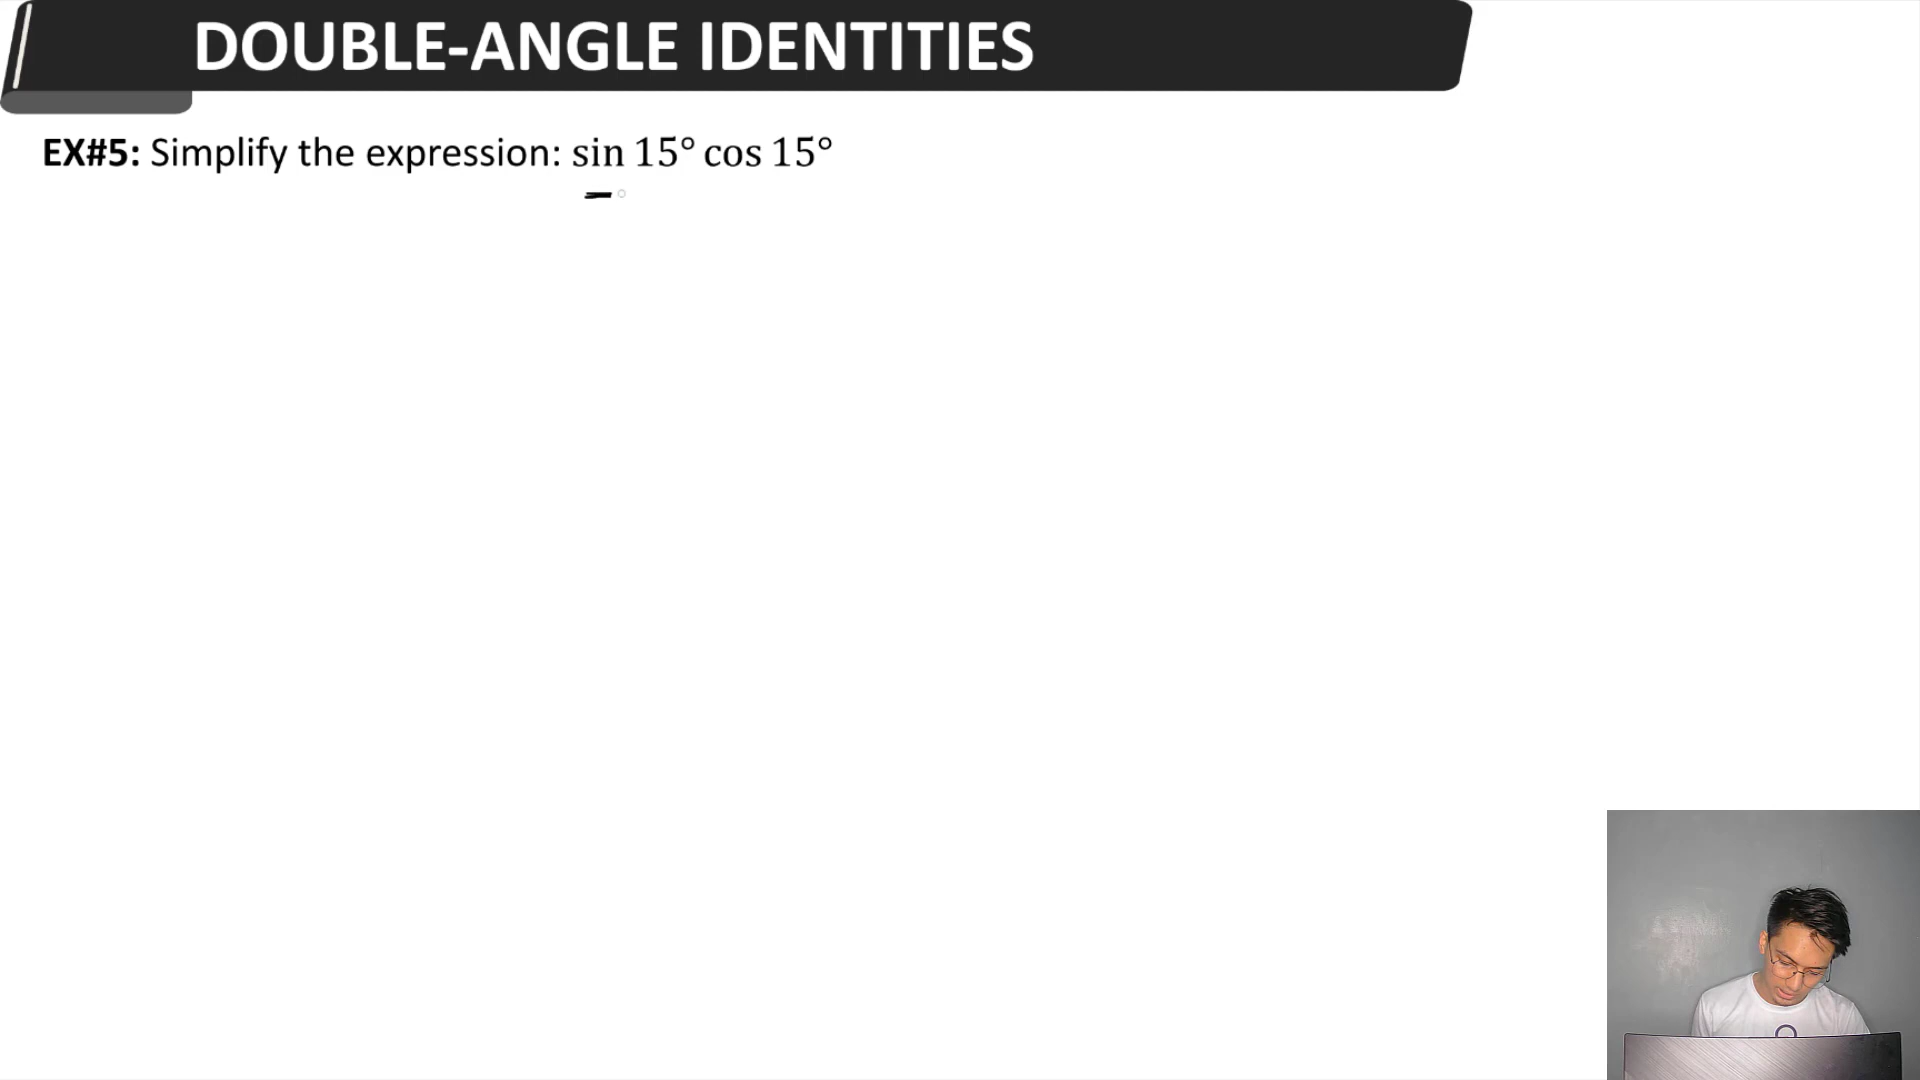 DOUBLE-ANGLE IDENTITIES
EX#5: Simplify the expression: sin 15° cos 15°